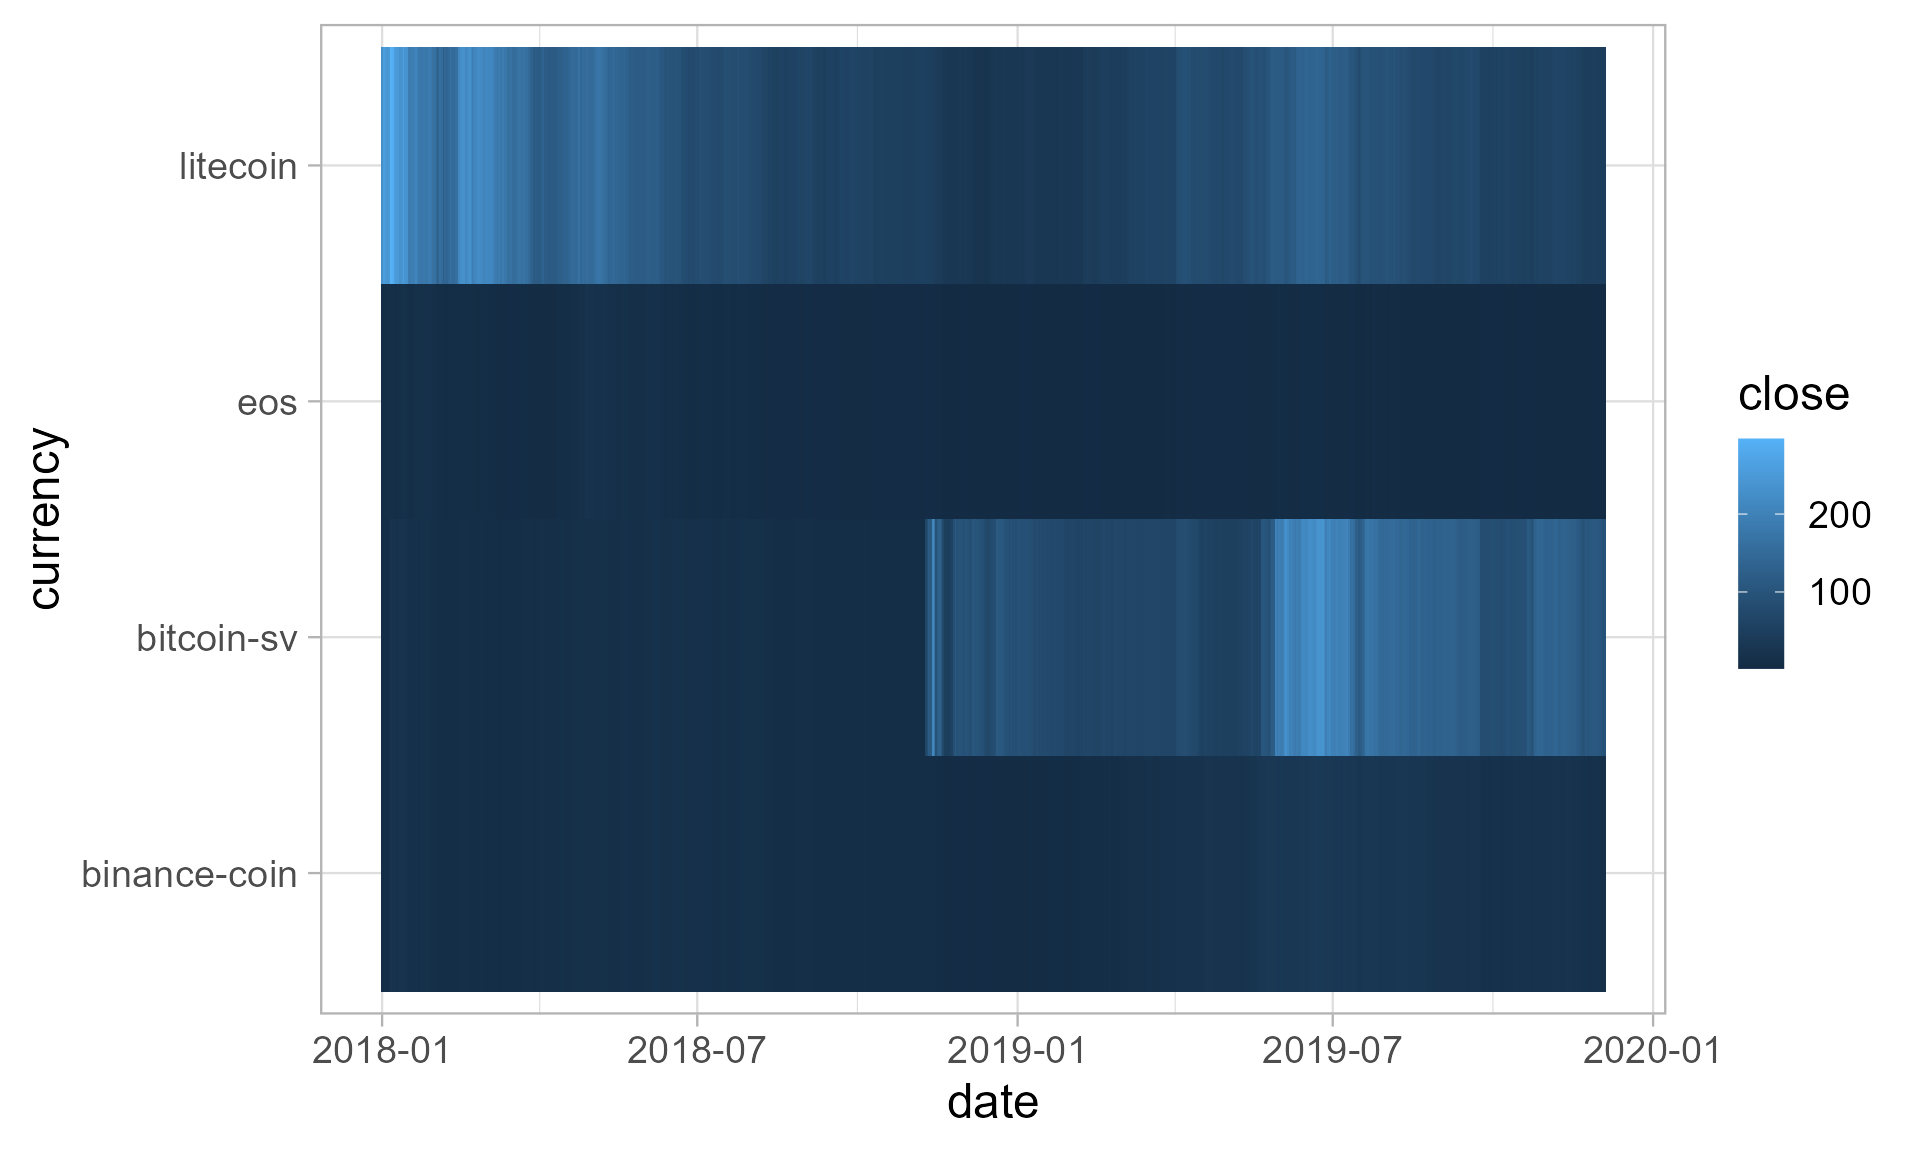 litecoin
eos
bitcoin-sv
binance-coin
currency
2018-01
2018-07
2019-01
2019-07
2020-01
date
close
200
100